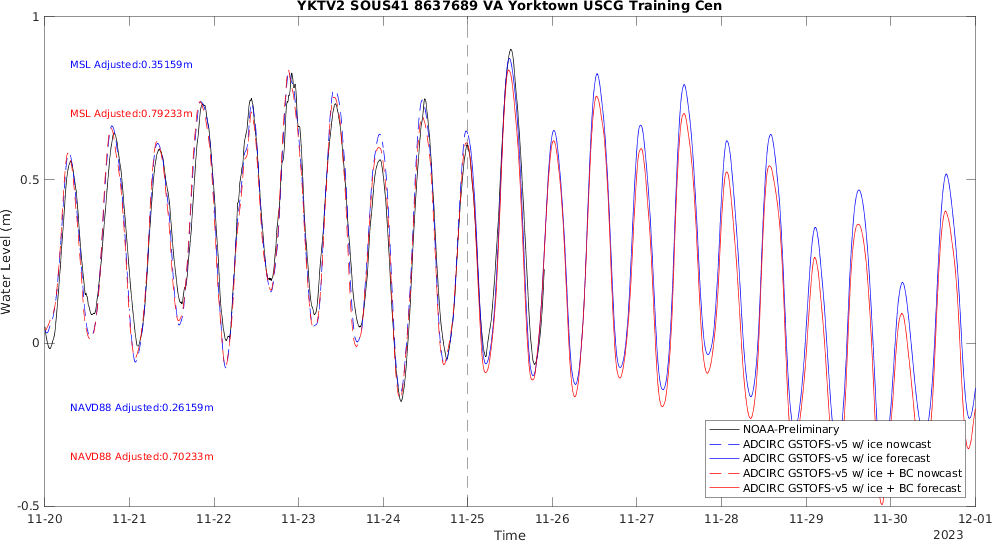 YKTV2 SOUS41 8637689 VA Yorktown USCG Training Cen
1
MSL Adjusted:0.35159m
MSL Adjusted:0.79233m
0.5
Water Level (m)
0
NAVD88 Adjusted:0.26159m
NAVD88 Adjusted:0.70233m
NOAA-Preliminary
ADCIRC GSTOFS-v5 w/ ice nowcast
ADCIRC GSTOFS-v5 w/ ice forecast
ADCIRC GSTOFS-v5 w/ ice + BC nowcast
ADCIRC GSTOFS-v5 w/ ice + BC forecast
-0.5
11-20 11-21 11-22 11-23 11-24 11-25 11-26 11-27 11-28 11-29 11-30 12-01
Time
2023